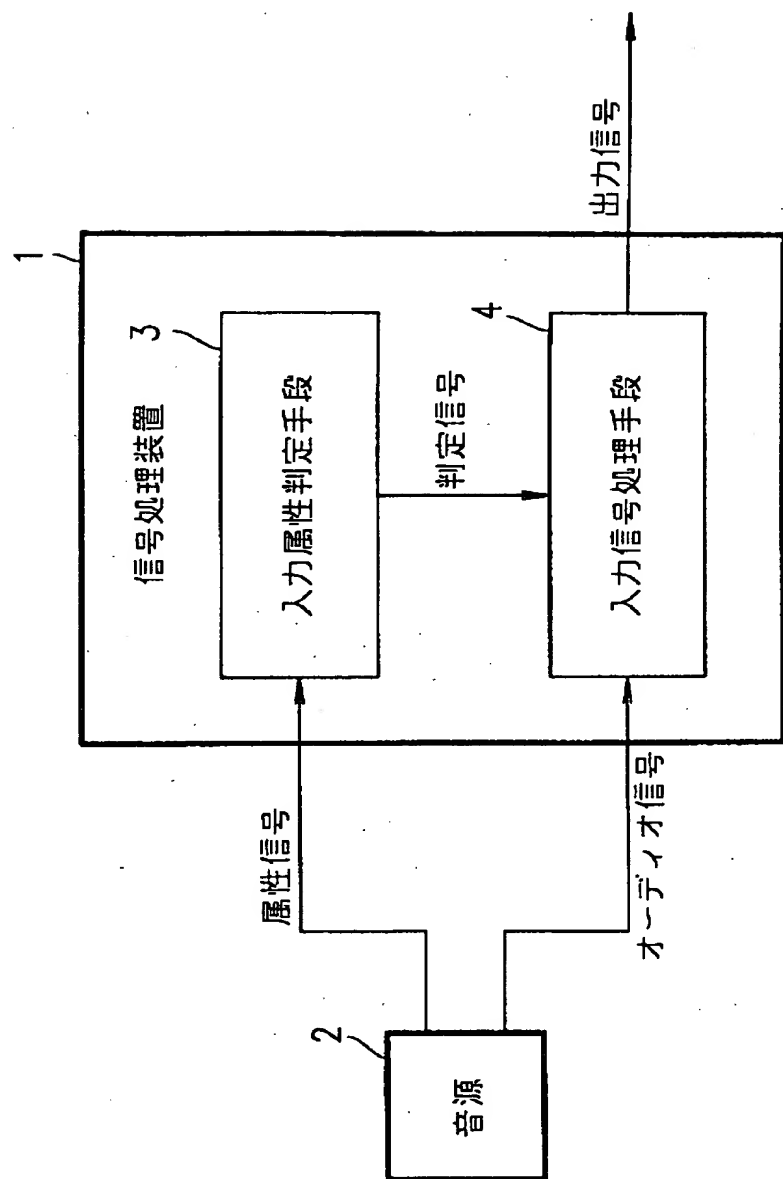 1
信号処理装置
3
入力属性判定手段
判定信号
4
入力信号処理手段
出力信号
属性信号
オーディオ信号
2
音源